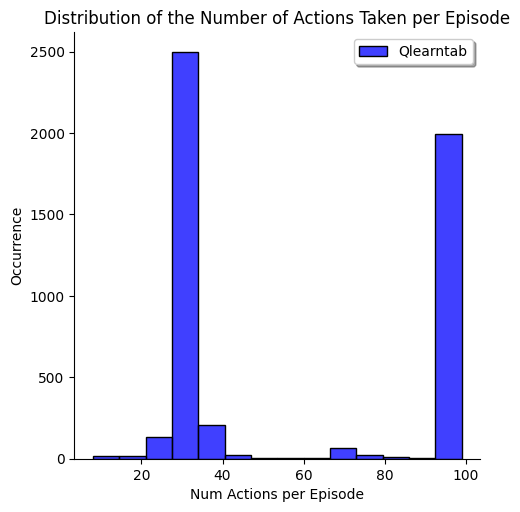 Distribution of the Number of Actions Taken per Episode
Qlearntab
2500
2000
1500
1000
500
0
Occurrence
20 40 60 80 100
Num Actions per Episode